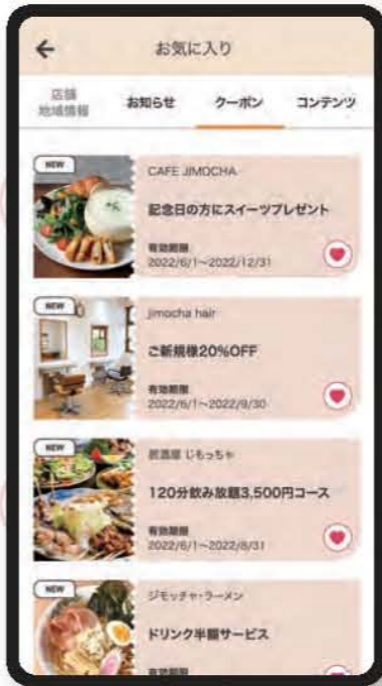 お気に入り
店舗
地域情報
お知らせ
クーポン
コンテンツ
NEW
CAFE JIMOCHA
記念日の方にスイーツプレゼント
有効期限
2022/6/1〜2022/12/31
NEW
jimocha hair
ご新規様20%OFF
有効期限
2022/6/1〜2022/9/30
NEW
居酒屋 じもっちゃ
120分飲み放題3,500円コース
有効期限
2022/6/1〜2022/8/31
NEW
ジモッチャ・ラーメン
ドリンク半額サービス
有効期限